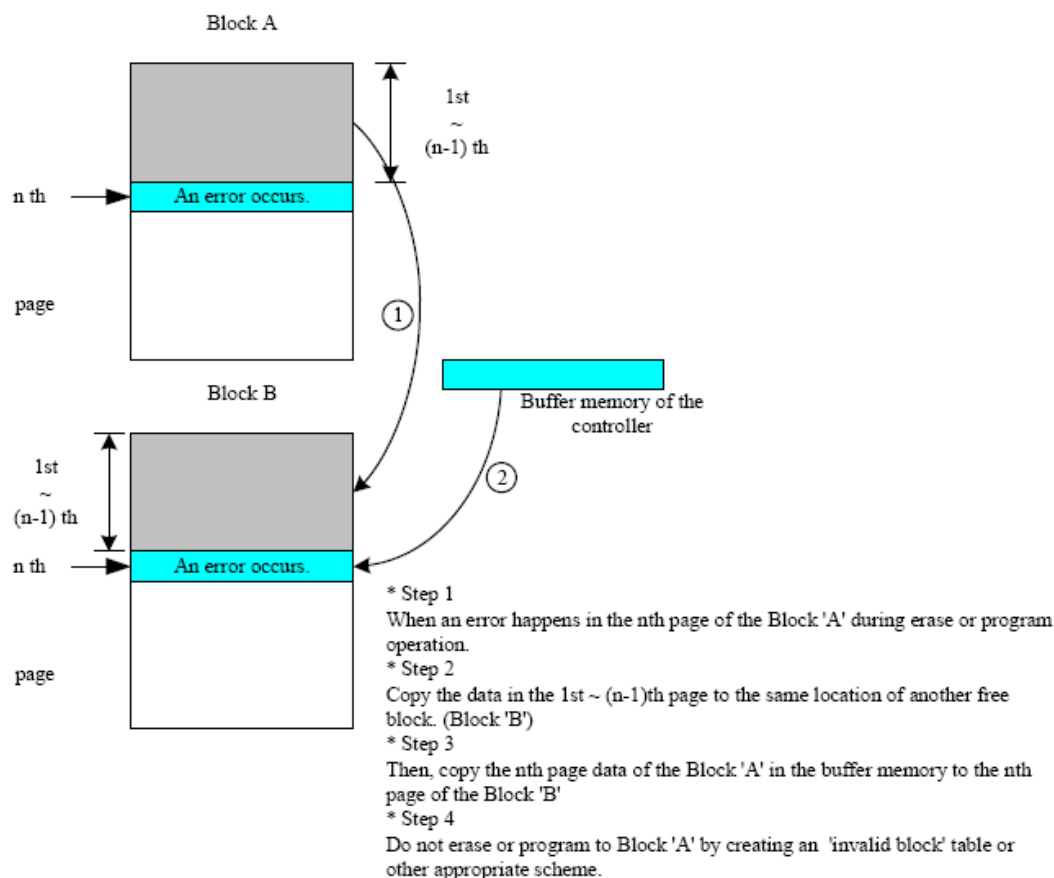 Block A
1st
~
(n-1) th
n th
An error occurs.
page
1
Block B
Buffer memory of the
controller
1st
~
(n-1) th
2
n th
An error occurs.
page
* Step 1
When an error happens in the nth page of the Block 'A' during erase or program
operation.
* Step 2
Copy the data in the 1st ~ (n-1)th page to the same location of another free
block. (Block 'B')
* Step 3
Then, copy the nth page data of the Block 'A' in the buffer memory to the nth
page of the Block 'B'
* Step 4
Do not erase or program to Block 'A' by creating an 'invalid block' table or
other appropriate scheme.